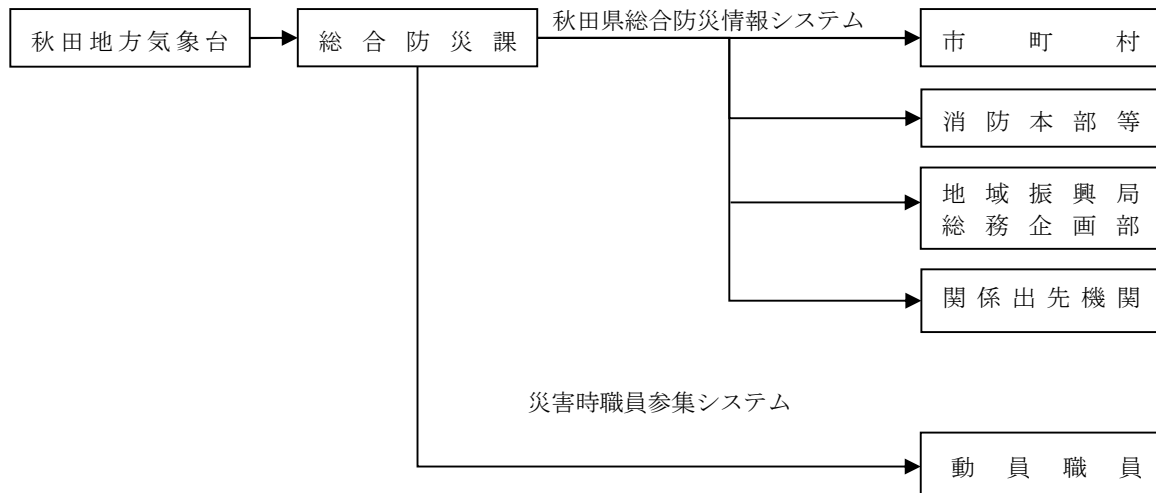 秋田県総合防災情報システム
秋田地方気象台
総合防災課
市町村
消防本部等
地域振興局
総務企画部
関係出先機関
災害時職員参集システム
動員職員